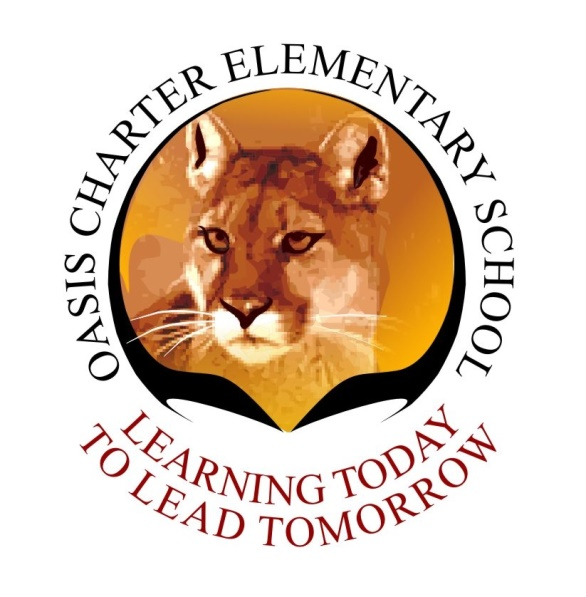 OASIS CHARTER ELEMENTARY SCHOOL
LEARNING TODAY
TO LEAD TOMORROW